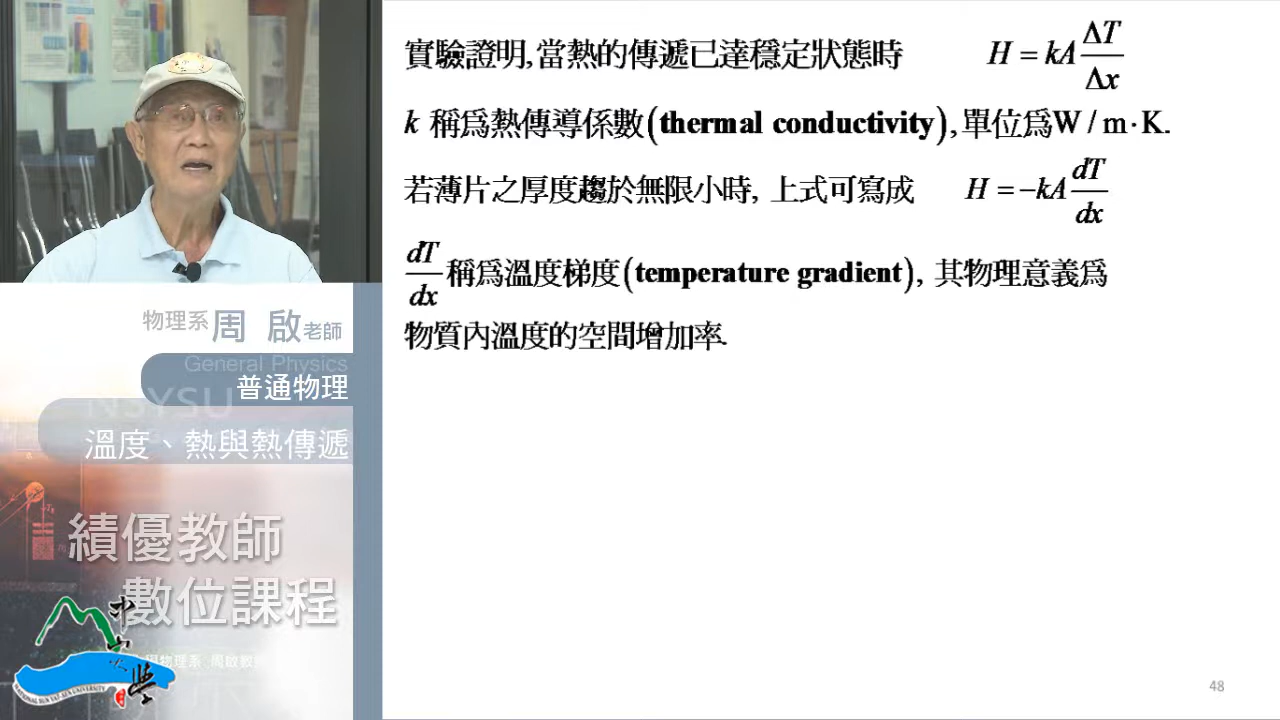 實驗證明,當熱的傳遞已達穩定狀態時 H = kA ΔT/Δx
k 稱爲熱傳導係數(thermal conductivity),單位爲W / m·K.
若薄片之厚度趨於無限小時, 上式可寫成 H = −kA dT/dx
dT/dx 稱爲溫度梯度(temperature gradient), 其物理意義爲
物質內溫度的空間增加率.
48
物理系 周 啟 老師
General Physics
普通物理
NSYSU
溫度、熱與熱傳遞
績優教師
數位課程
NATIONAL SUN YAT-SEN UNIVERSITY